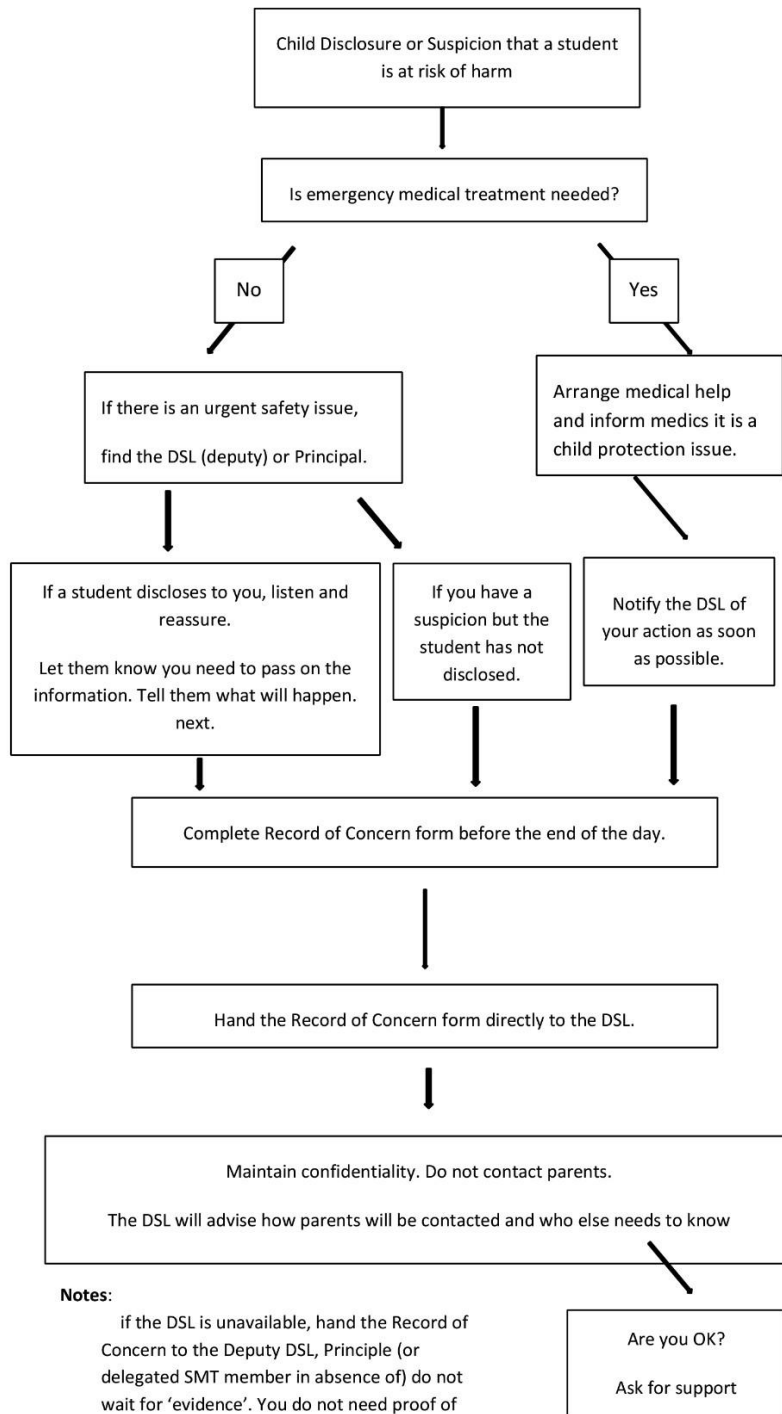 Child Disclosure or Suspicion that a student
is at risk of harm
Is emergency medical treatment needed?
No
Yes
If there is an urgent safety issue,
find the DSL (deputy) or Principal.
Arrange medical help
and inform medics it is a
child protection issue.
If a student discloses to you, listen and
reassure.
Let them know you need to pass on the
information. Tell them what will happen.
next.
If you have a
suspicion but the
student has not
disclosed.
Notify the DSL of
your action as soon
as possible.
Complete Record of Concern form before the end of the day.
Hand the Record of Concern form directly to the DSL.
Maintain confidentiality. Do not contact parents.
The DSL will advise how parents will be contacted and who else needs to know
Notes:
if the DSL is unavailable, hand the Record of
Concern to the Deputy DSL, Principle (or
delegated SMT member in absence of) do not
wait for ‘evidence’. You do not need proof of
Are you OK?
Ask for support